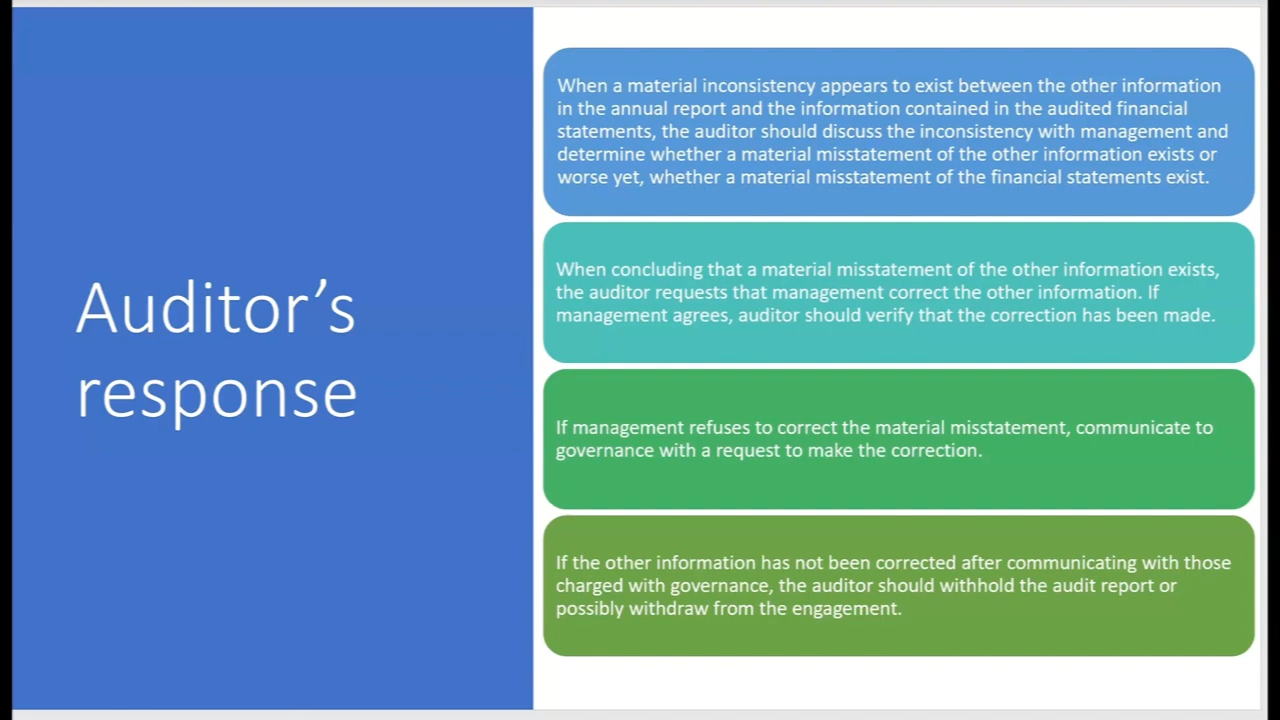 Auditor’s
response
When a material inconsistency appears to exist between the other information
in the annual report and the information contained in the audited financial
statements, the auditor should discuss the inconsistency with management and
determine whether a material misstatement of the other information exists or
worse yet, whether a material misstatement of the financial statements exist.
When concluding that a material misstatement of the other information exists,
the auditor requests that management correct the other information. If
management agrees, auditor should verify that the correction has been made.
If management refuses to correct the material misstatement, communicate to
governance with a request to make the correction.
If the other information has not been corrected after communicating with those
charged with governance, the auditor should withhold the audit report or
possibly withdraw from the engagement.